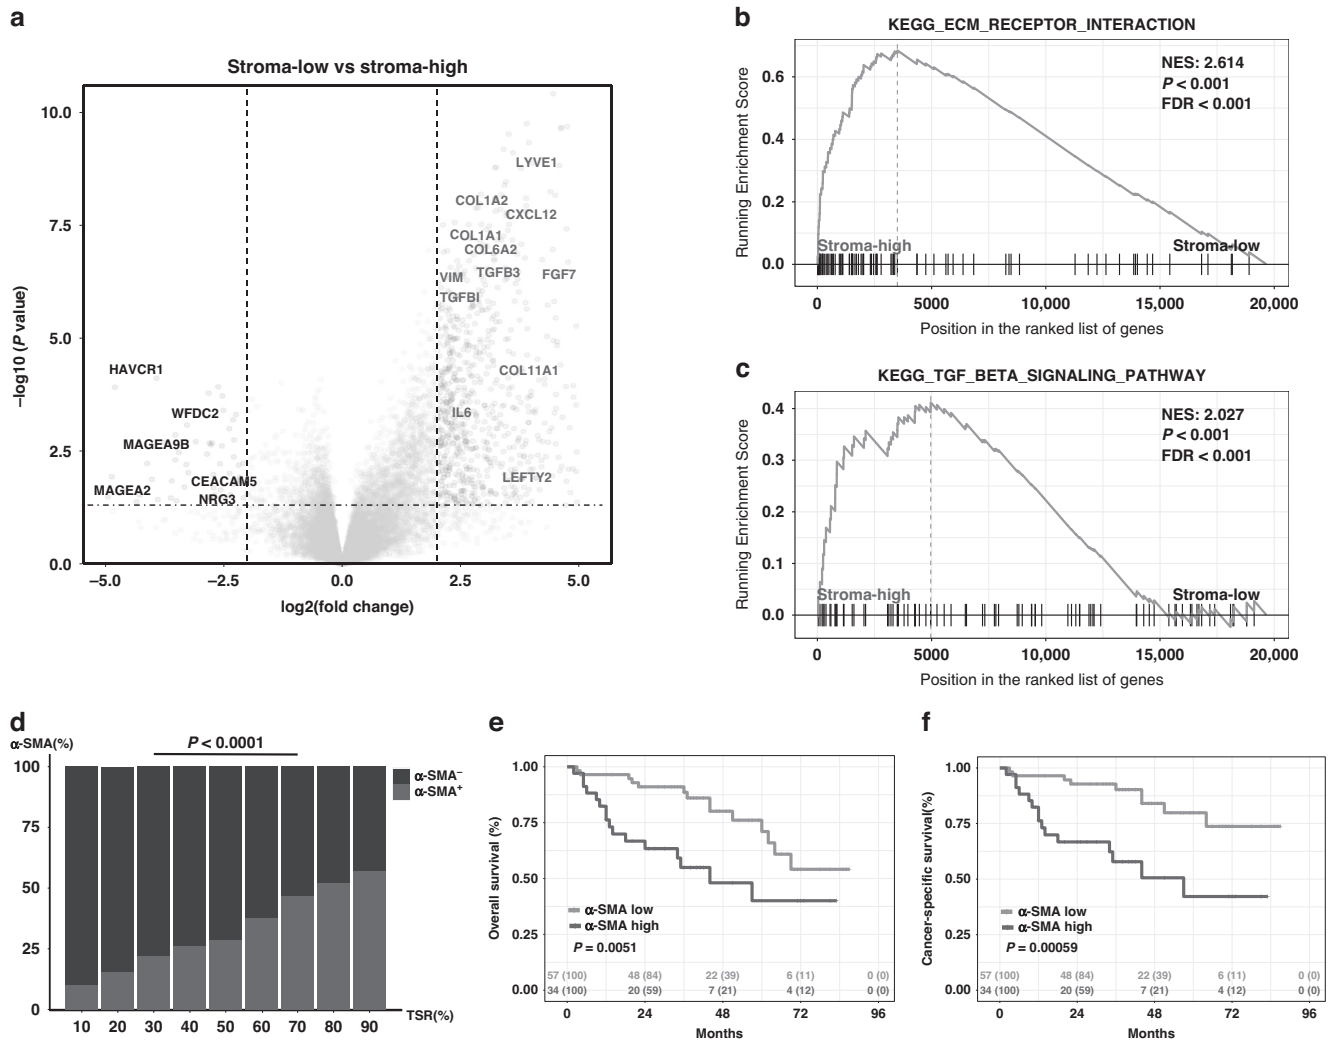 a
Stroma-low vs stroma-high
–log10 (P value)
10.0
7.5
5.0
2.5
0.0
LYVE1
COL1A2
CXCL12
COL1A1
COL6A2
VIM
TGFB3
FGF7
TGFBI
HAVCR1
COL11A1
WFDC2
IL6
MAGEA9B
CEACAM5
LEFTY2
MAGEA2
NRG3
–5.0
–2.5
0.0
2.5
5.0
log2(fold change)
b
KEGG_ECM_RECEPTOR_INTERACTION
Running Enrichment Score
NES: 2.614
P < 0.001
FDR < 0.001
0.6
0.4
0.2
0.0
Stroma-high
Stroma-low
0
5000
10,000
15,000
20,000
Position in the ranked list of genes
c
KEGG_TGF_BETA_SIGNALING_PATHWAY
Running Enrichment Score
NES: 2.027
P < 0.001
FDR < 0.001
0.4
0.3
0.2
0.1
0.0
Stroma-high
Stroma-low
0
5000
10,000
15,000
20,000
Position in the ranked list of genes
d
α-SMA(%)
P < 0.0001
100
75
50
25
0
α-SMA⁻
α-SMA⁺
10 20 30 40 50 60 70 80 90
TSR(%)
e
Overall survival (%)
1.00
0.75
0.50
0.25
0.00
α-SMA low
α-SMA high
P = 0.0051
57 (100) 48 (84) 22 (39) 6 (11) 0 (0)
34 (100) 20 (59) 7 (21) 4 (12) 0 (0)
0 24 48 72 96
Months
f
Cancer-specific survival(%)
1.00
0.75
0.50
0.25
0.00
α-SMA low
α-SMA high
P = 0.00059
57 (100) 48 (84) 22 (39) 6 (11) 0 (0)
34 (100) 20 (59) 7 (21) 4 (12) 0 (0)
0 24 48 72 96
Months